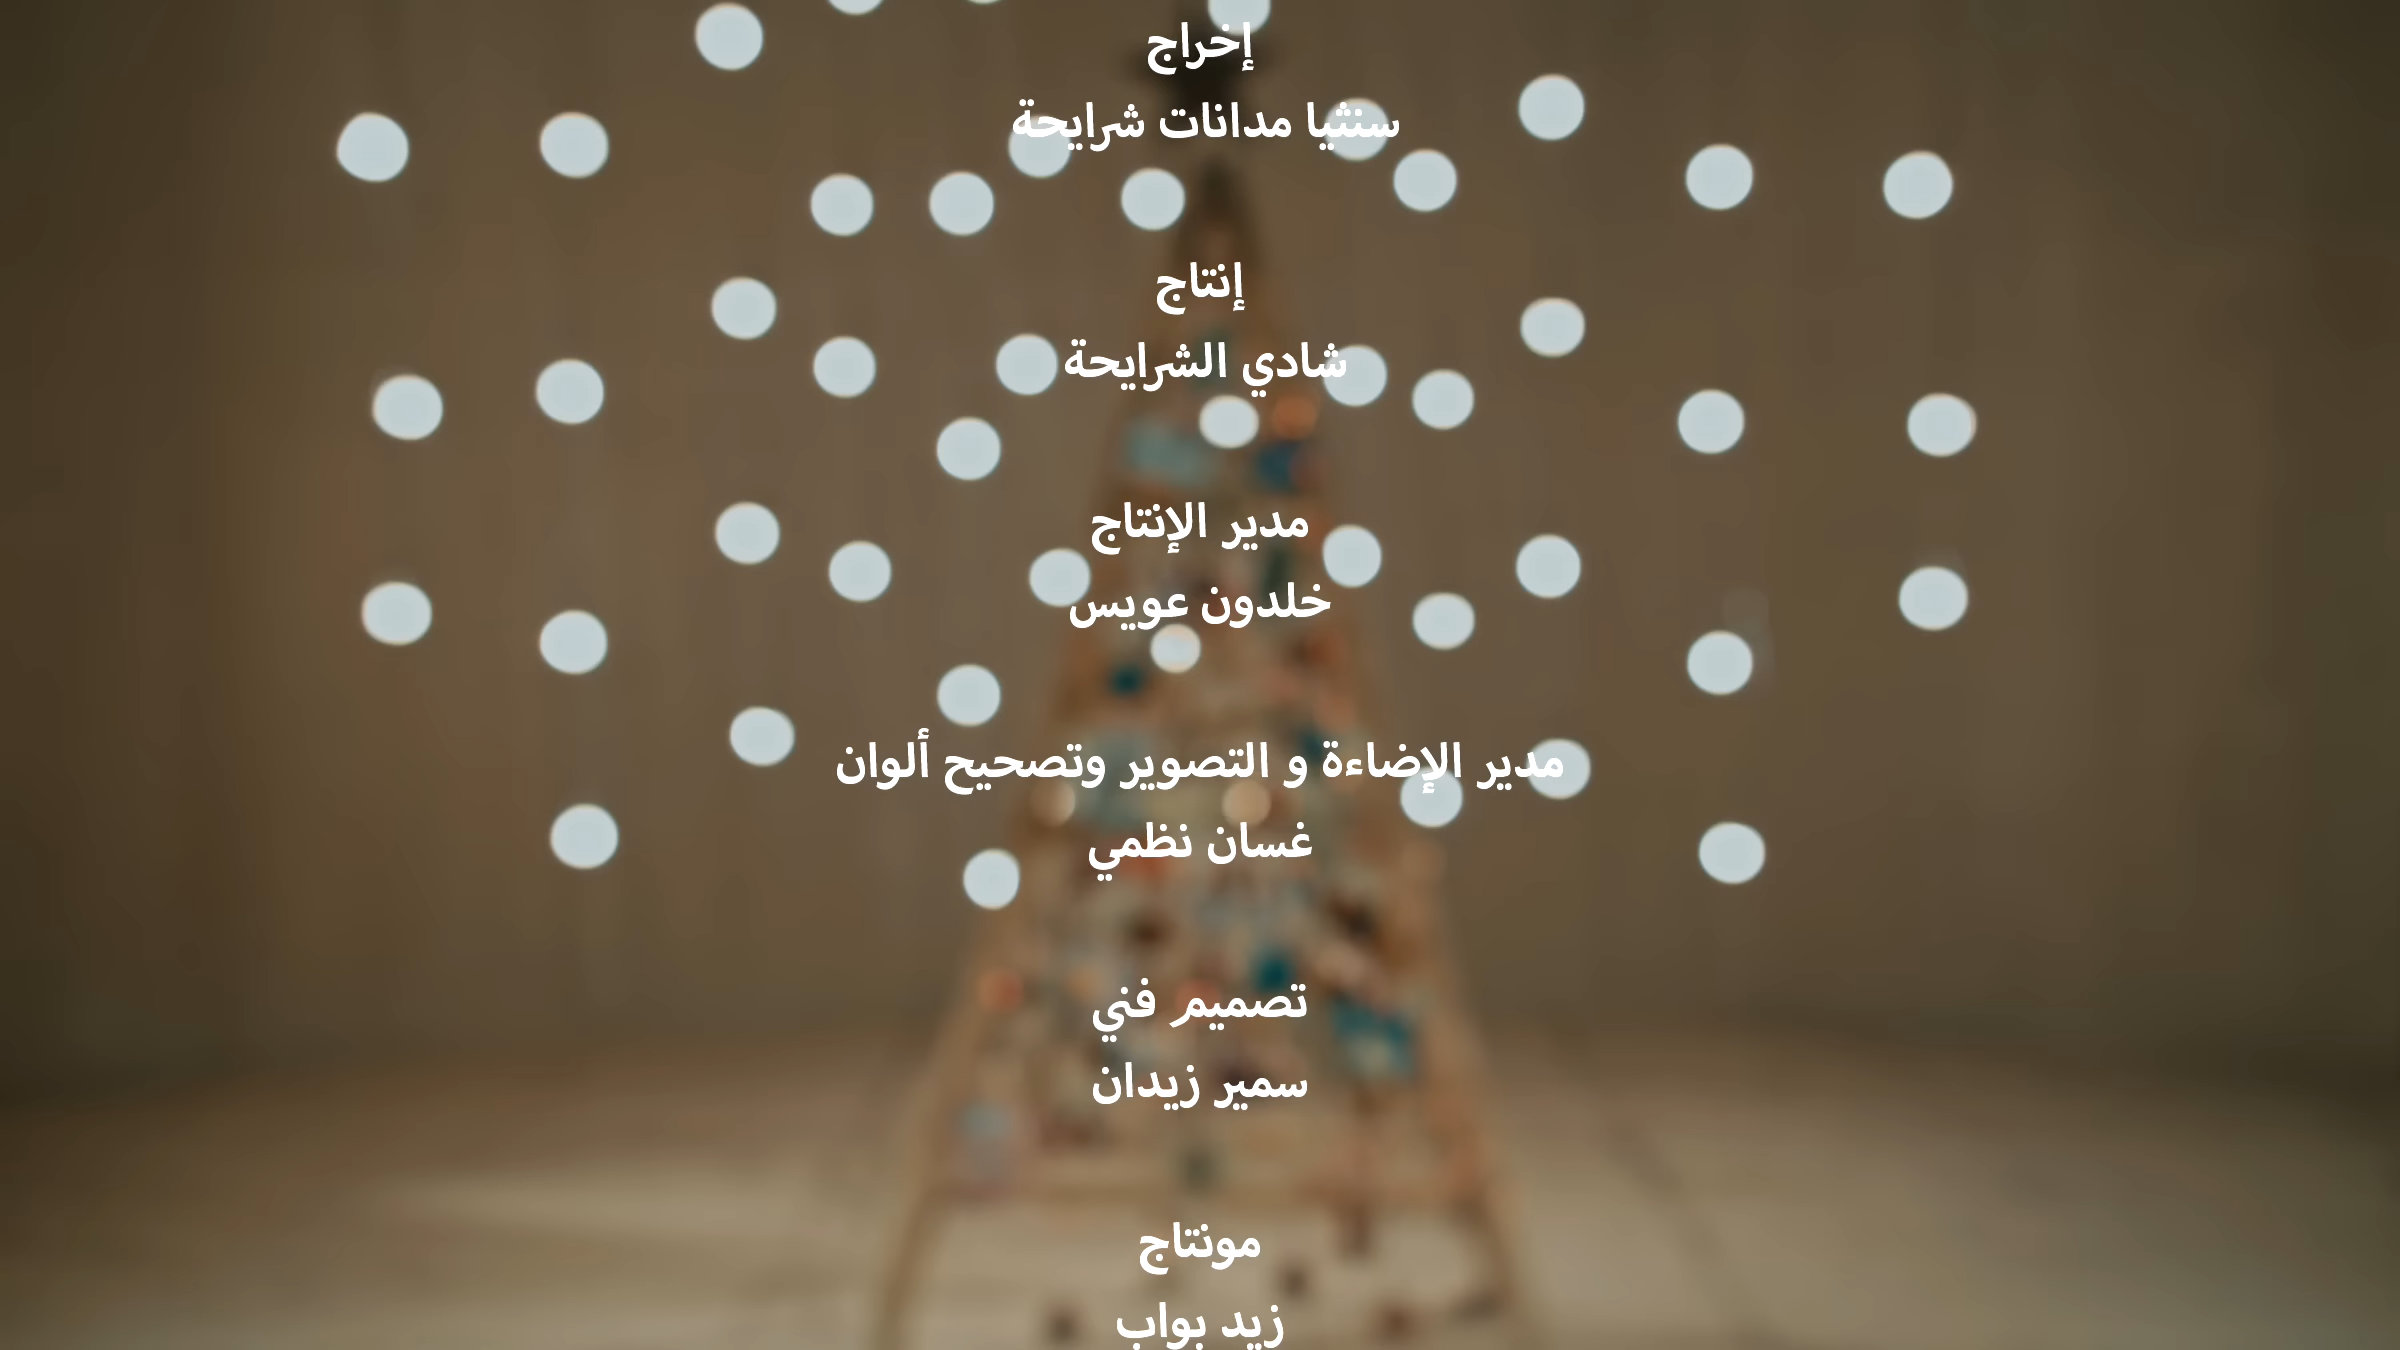 إخراج
سنثيا مدانات شرايحة
إنتاج
شادي الشرايحة
مدير الإنتاج
خلدون عويس
مدير الإضاءة و التصوير وتصحيح ألوان
غسان نظمي
تصميم فني
سمير زيدان
مونتاج
زيد بواب